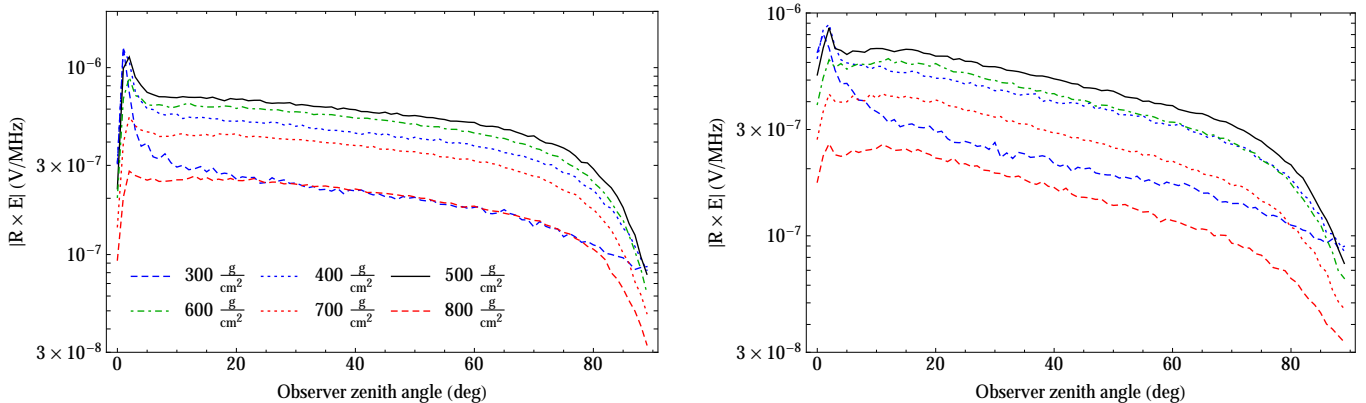 |R × E| (V/MHz)
10⁻⁶
3 × 10⁻⁷
10⁻⁷
3 × 10⁻⁸
300 g/cm² 400 g/cm² 500 g/cm²
600 g/cm² 700 g/cm² 800 g/cm²
0 20 40 60 80
Observer zenith angle (deg)
|R × E| (V/MHz)
10⁻⁶
3 × 10⁻⁷
10⁻⁷
3 × 10⁻⁸
0 20 40 60 80
Observer zenith angle (deg)